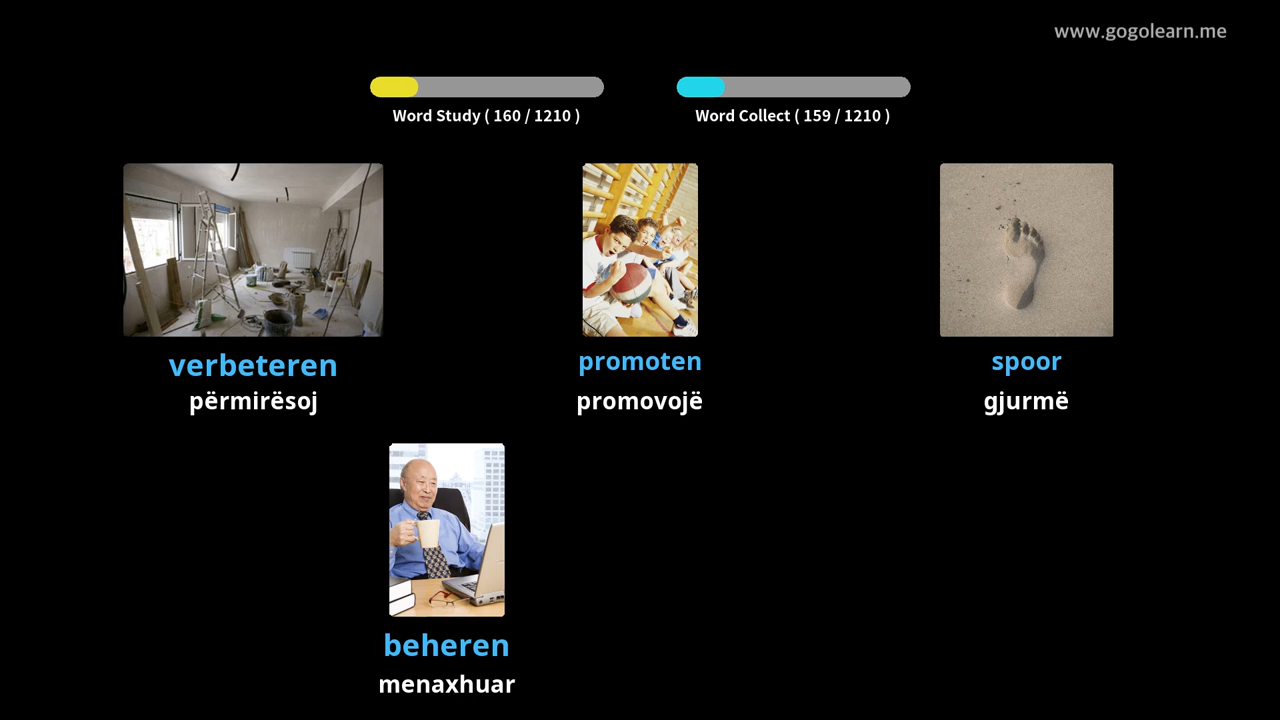 www.gogolearn.me
Word Study ( 160 / 1210 )
Word Collect ( 159 / 1210 )
verbeteren
përmirësoj
promoten
promovojë
spoor
gjurmë
beheren
menaxhuar